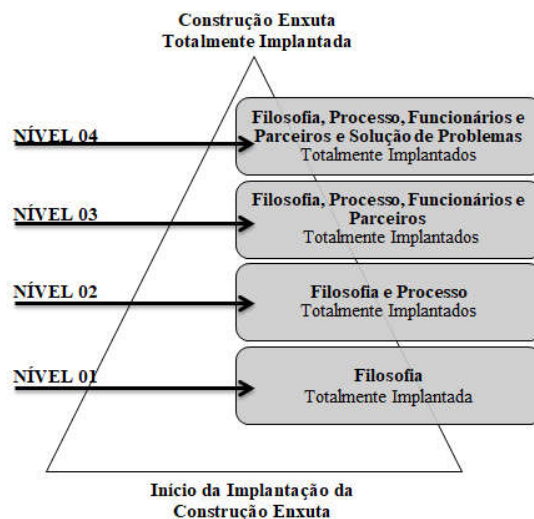 Construção Enxuta
Totalmente Implantada
NÍVEL 04
Filosofia, Processo, Funcionários e
Parceiros e Solução de Problemas
Totalmente Implantados
NÍVEL 03
Filosofia, Processo, Funcionários e
Parceiros
Totalmente Implantados
NÍVEL 02
Filosofia e Processo
Totalmente Implantados
NÍVEL 01
Filosofia
Totalmente Implantada
Início da Implantação da
Construção Enxuta